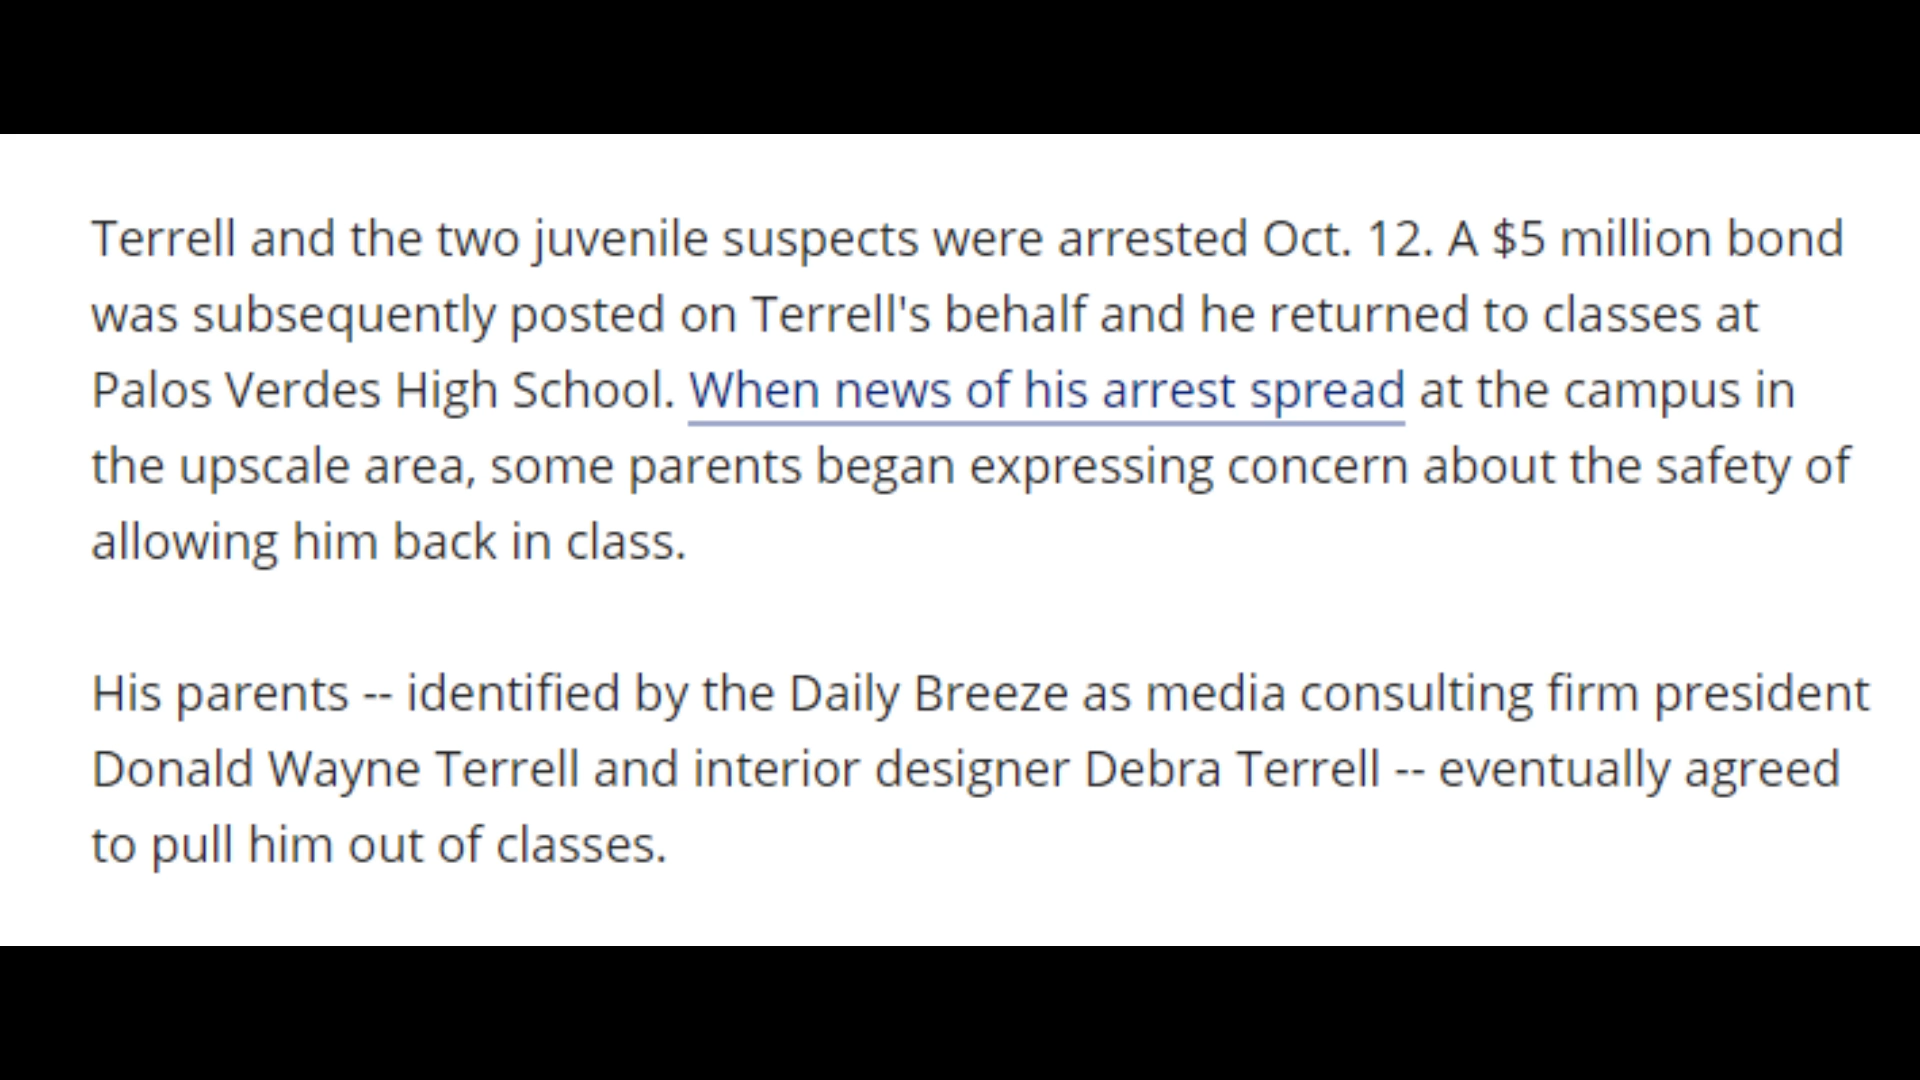 Terrell and the two juvenile suspects were arrested Oct. 12. A $5 million bond
was subsequently posted on Terrell's behalf and he returned to classes at
Palos Verdes High School. When news of his arrest spread at the campus in
the upscale area, some parents began expressing concern about the safety of
allowing him back in class.
His parents -- identified by the Daily Breeze as media consulting firm president
Donald Wayne Terrell and interior designer Debra Terrell -- eventually agreed
to pull him out of classes.